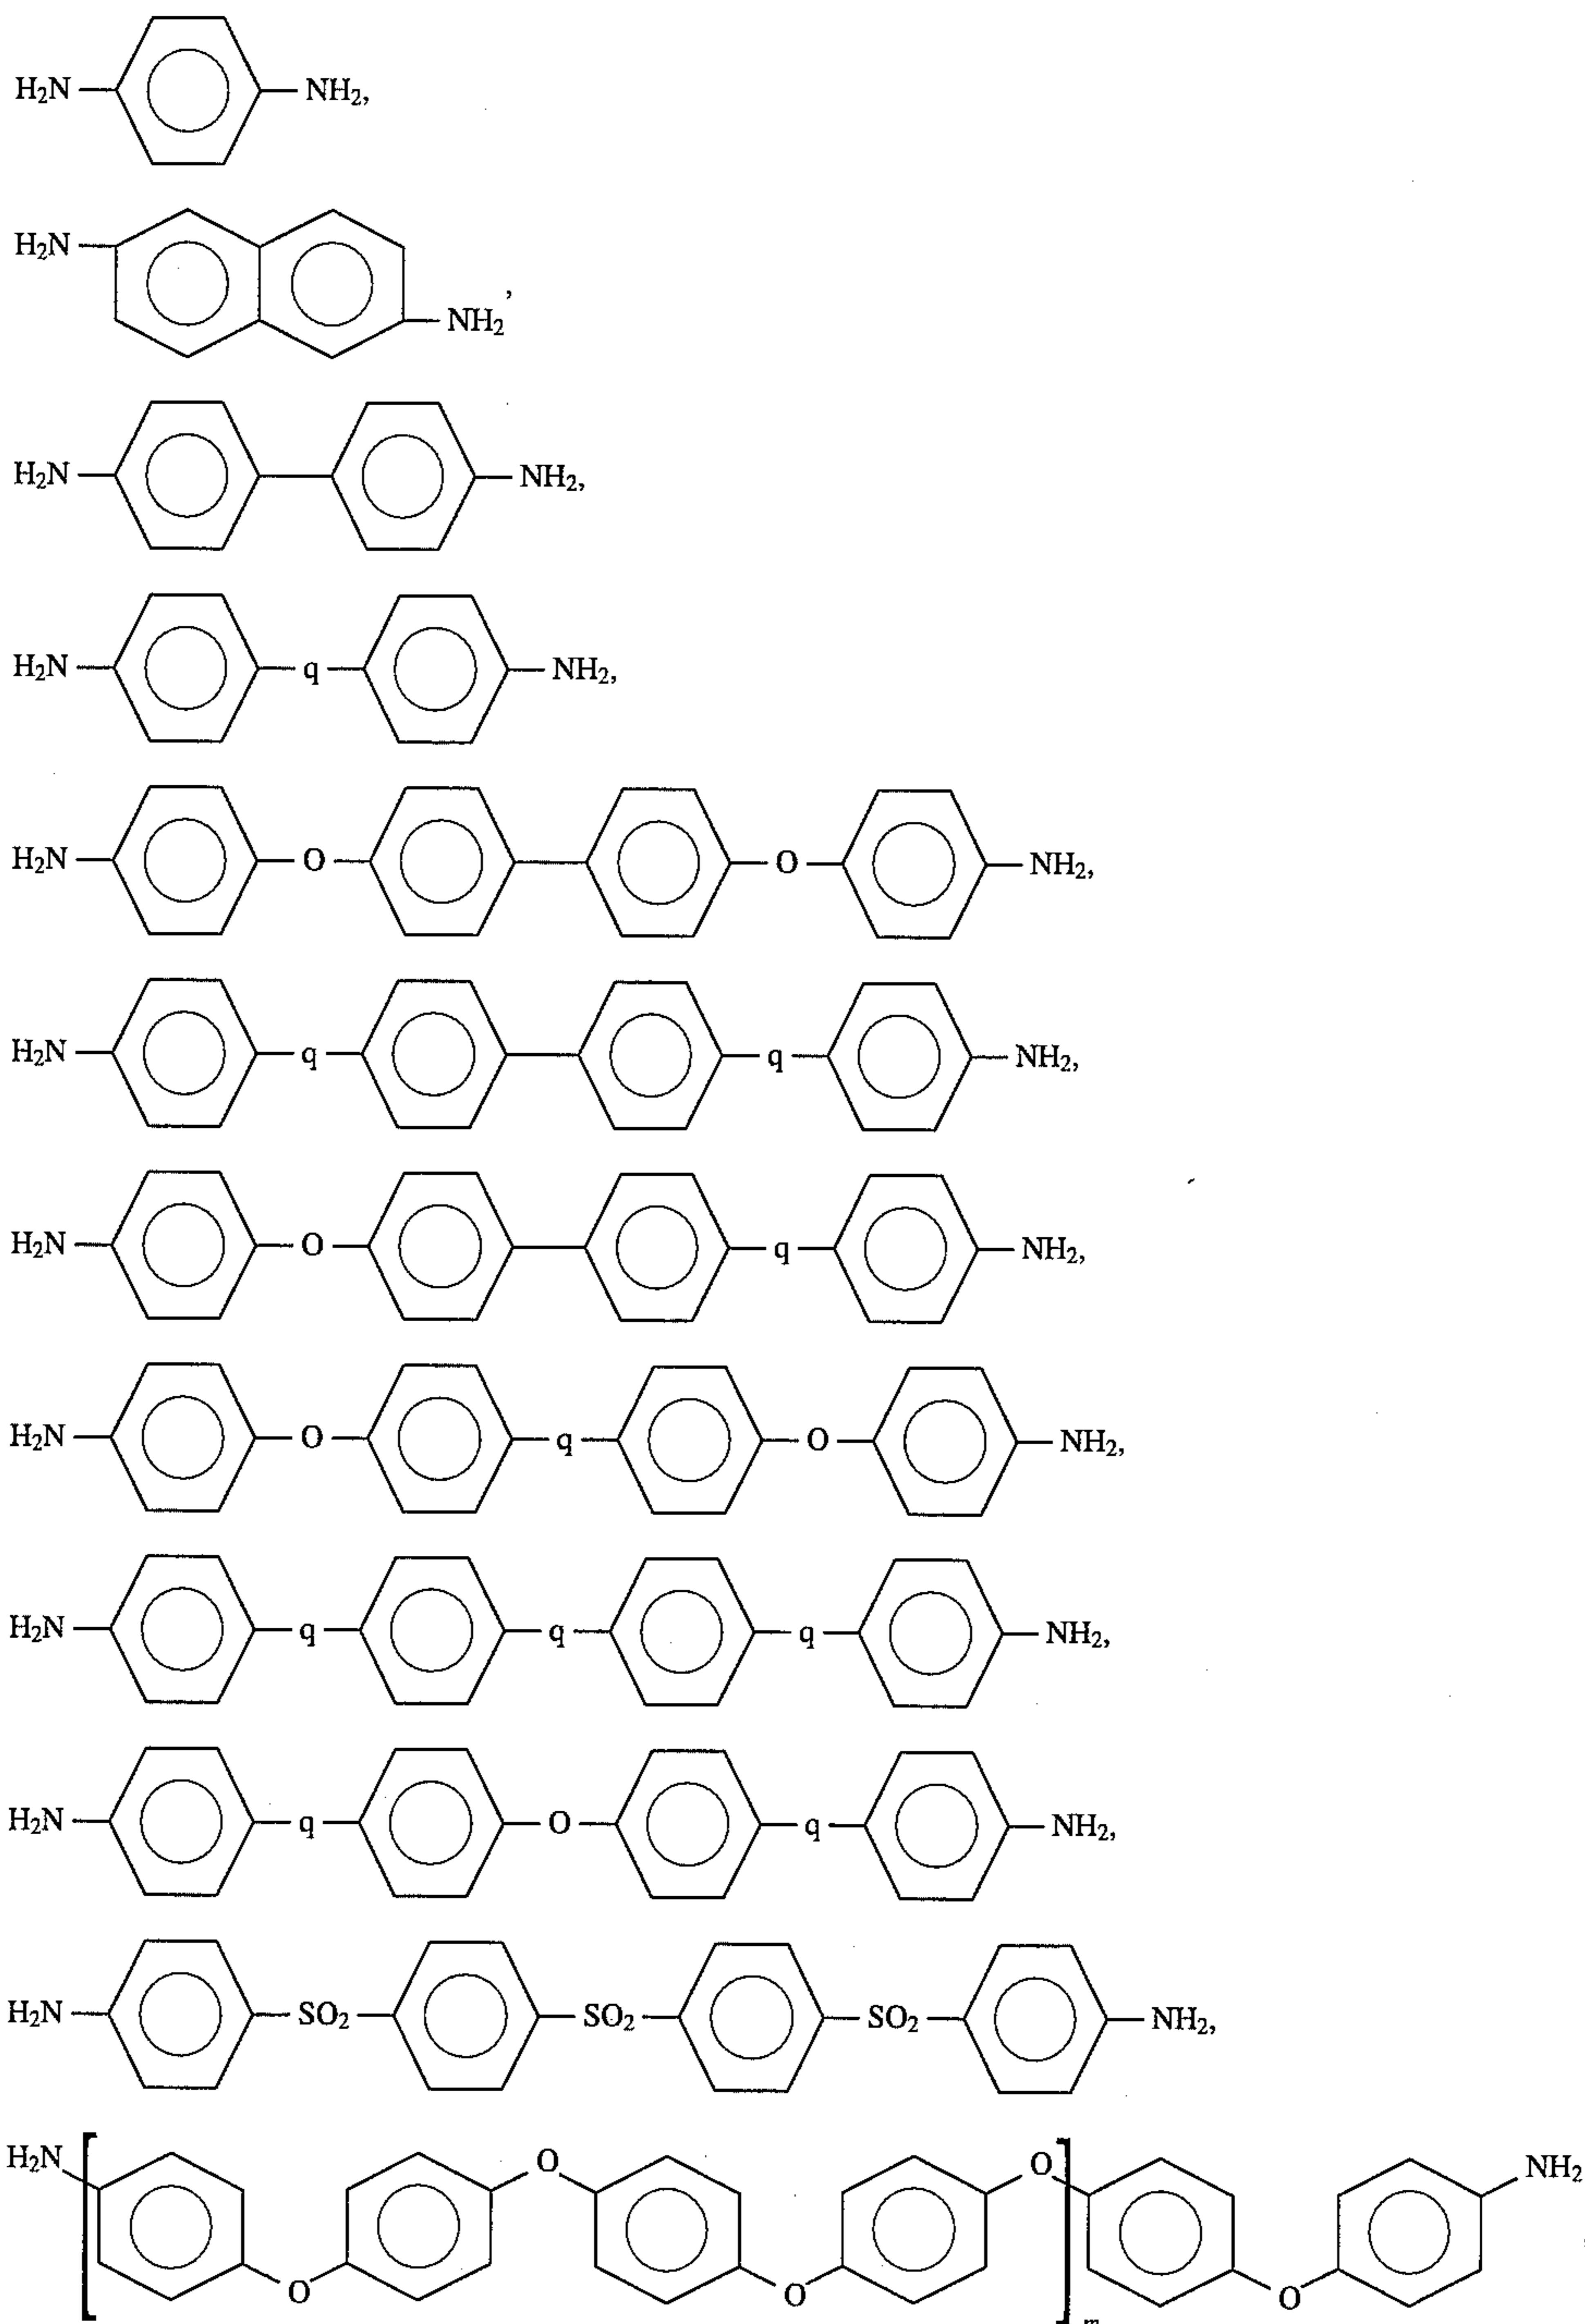 H₂N NH₂,
H₂N NH₂,
H₂N NH₂,
H₂N q NH₂,
H₂N O O NH₂,
H₂N q q NH₂,
H₂N O q NH₂,
H₂N O q O NH₂,
H₂N q q q NH₂,
H₂N q O q NH₂,
H₂N SO₂ SO₂ SO₂ NH₂,
H₂N O O O O O NH₂